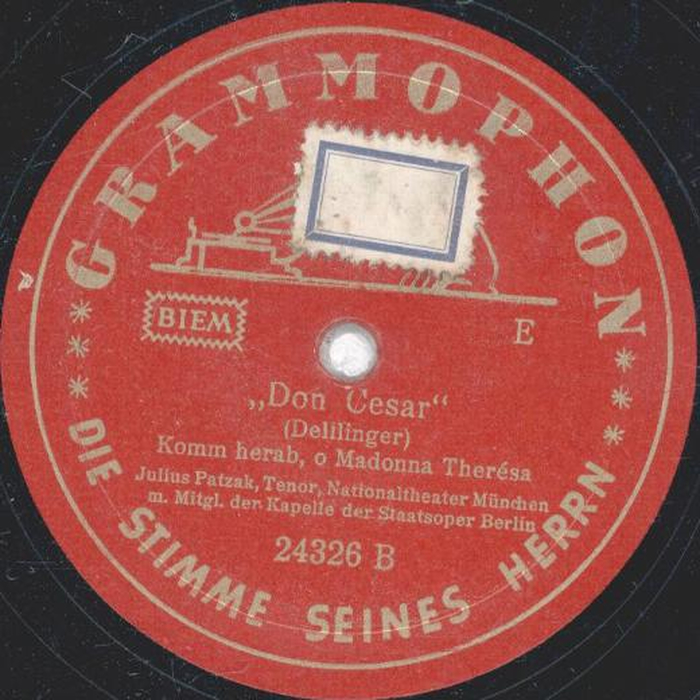 GRAMMOPHON
BIEM
E
„Don Cesar“
(Dellinger)
Komm herab, o Madonna Therésa
Julius Patzak, Tenor, Nationaltheater München
m. Mitgl. der Kapelle der Staatsoper Berlin
24326 B
*** DIE STIMME SEINES HERRN ***